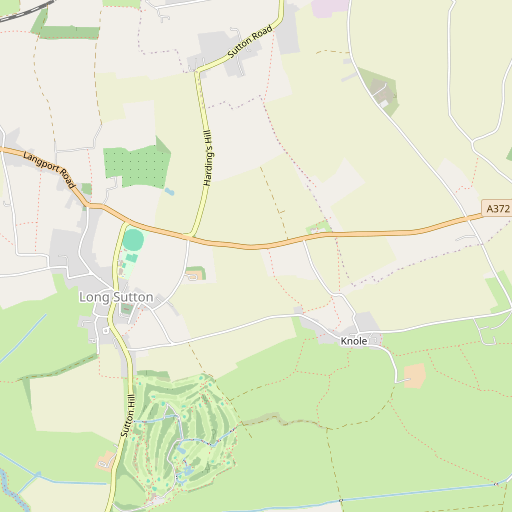 Sutton Road
Langport Road
Harding's Hill
A372
Long Sutton
Knole
Sutton Hill